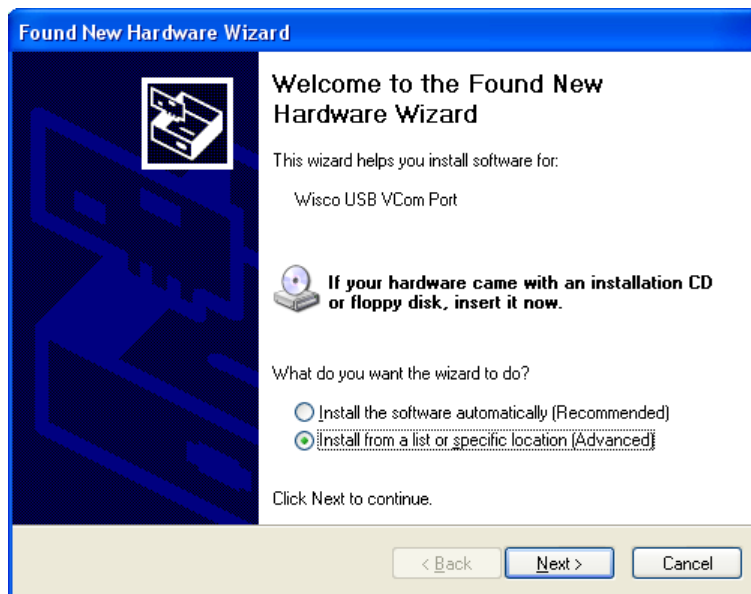 Found New Hardware Wizard
Welcome to the Found New
Hardware Wizard
This wizard helps you install software for:
Wisco USB VCom Port
If your hardware came with an installation CD
or floppy disk, insert it now.
What do you want the wizard to do?
Install the software automatically (Recommended)
Install from a list or specific location (Advanced)
Click Next to continue.
< Back Next > Cancel